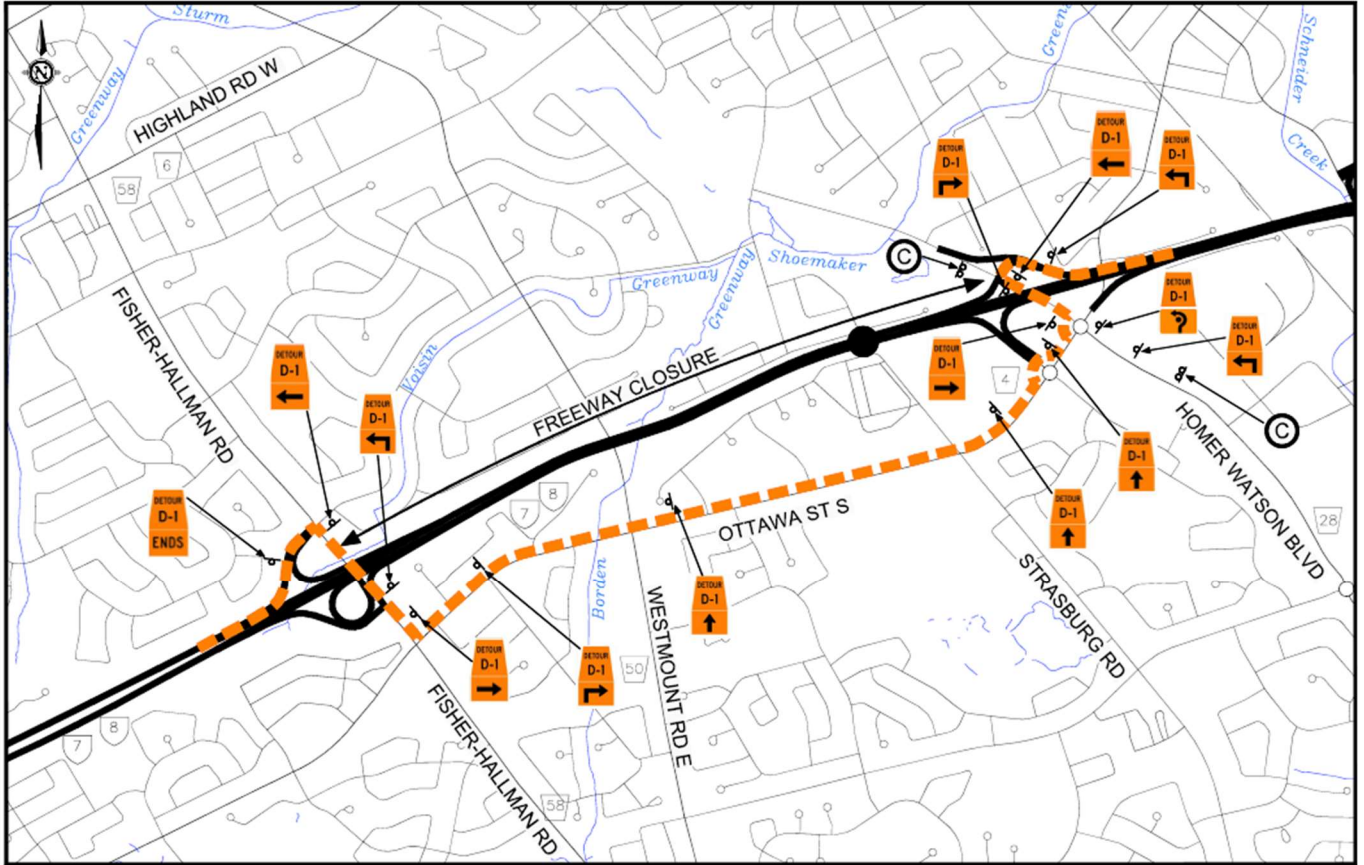 Sturm
Greenway
HIGHLAND RD W
N
6
58
Schneider
Creek
DETOUR
D-1
DETOUR
D-1
DETOUR
D-1
Shoemaker
Greenway
Greenway
C
FISHER-HALLMAN RD
Voisin
FREEWAY CLOSURE
DETOUR
D-1
DETOUR
D-1
DETOUR
D-1
DETOUR
D-1
DETOUR
D-1
4
C
HOMER WATSON BLVD
DETOUR
D-1
DETOUR
D-1
ENDS
7
8
OTTAWA ST S
DETOUR
D-1
28
Borden
WESTMOUNT RD E
DETOUR
D-1
STRASBURG RD
DETOUR
D-1
DETOUR
D-1
50
FISHER-HALLMAN RD
7
8
58